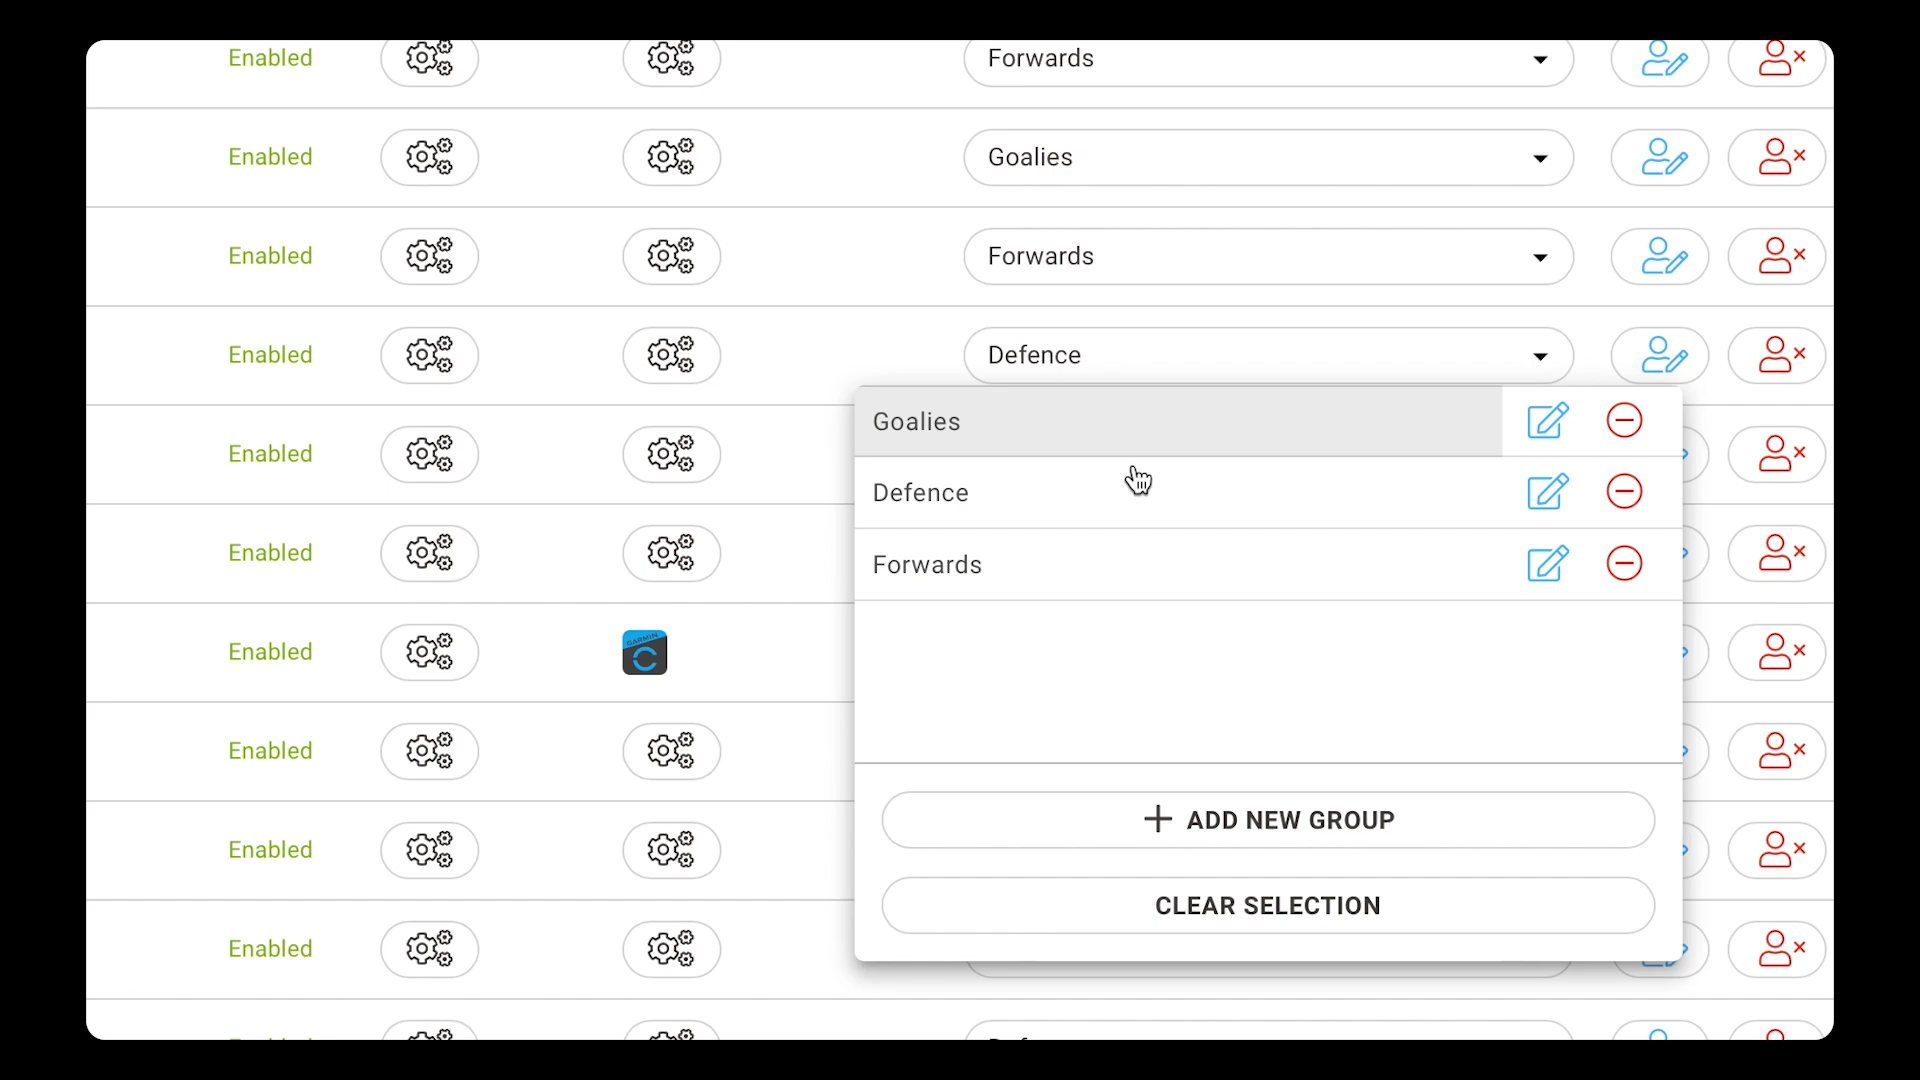 Enabled Forwards
Enabled Goalies
Enabled Forwards
Enabled Defence
Goalies
Enabled
Defence
Enabled
Forwards
Enabled GARMIN
Enabled
ADD NEW GROUP
Enabled
CLEAR SELECTION
Enabled